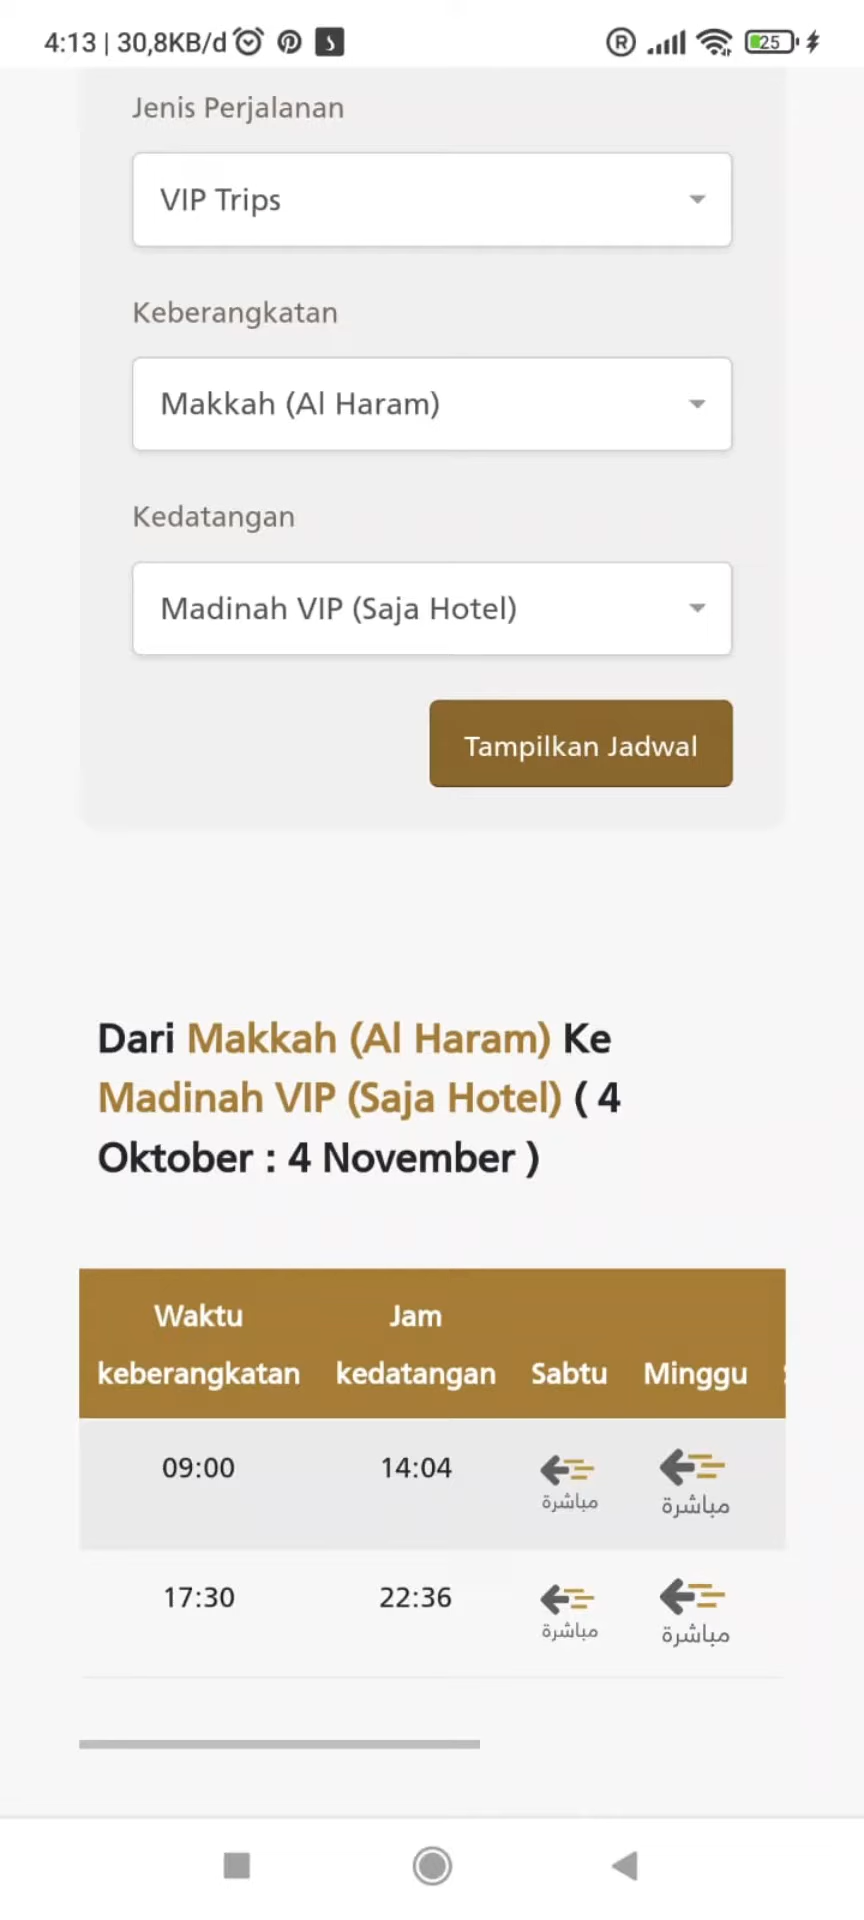 4:13 | 30,8KB/d
25
Jenis Perjalanan
VIP Trips
Keberangkatan
Makkah (Al Haram)
Kedatangan
Madinah VIP (Saja Hotel)
Tampilkan Jadwal
Dari Makkah (Al Haram) Ke
Madinah VIP (Saja Hotel) ( 4
Oktober : 4 November )
Waktu keberangkatan Jam kedatangan Sabtu Minggu
09:00 14:04 مباشرة مباشرة
17:30 22:36 مباشرة مباشرة